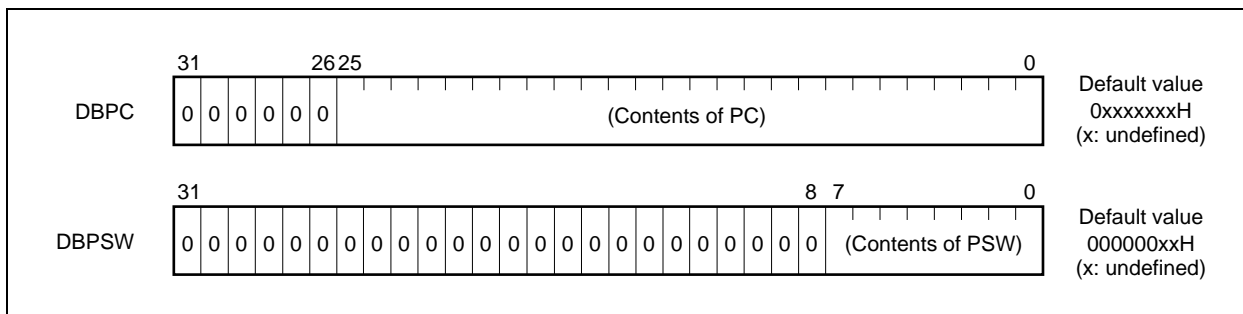 31 26 25 0
DBPC 0 0 0 0 0 0 (Contents of PC)
Default value
0xxxxxxxH
(x: undefined)
31 8 7 0
DBPSW 0 0 0 0 0 0 0 0 0 0 0 0 0 0 0 0 0 0 0 0 0 0 0 0 (Contents of PSW)
Default value
000000xxH
(x: undefined)